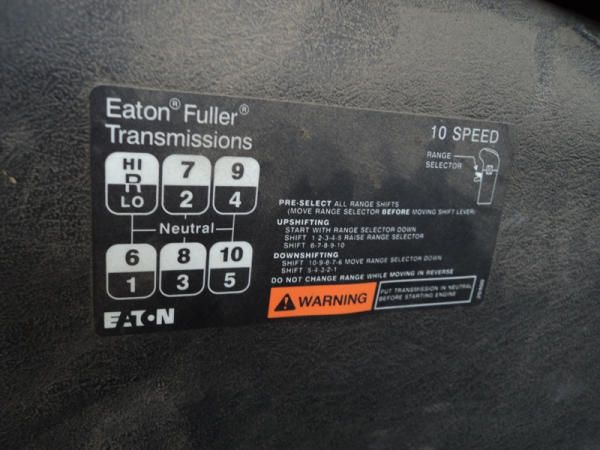 Eaton® Fuller®
Transmissions
10 SPEED
RANGE
SELECTOR
HI
R
LO
7
2
9
4
Neutral
6
1
8
3
10
5
PRE-SELECT ALL RANGE SHIFTS
(MOVE RANGE SELECTOR BEFORE MOVING SHIFT LEVER)
UPSHIFTING
START WITH RANGE SELECTOR DOWN
SHIFT 1-2-3-4-5 RAISE RANGE SELECTOR
SHIFT 6-7-8-9-10
DOWNSHIFTING
SHIFT 10-9-8-7-6 MOVE RANGE SELECTOR DOWN
SHIFT 5-4-3-2-1
DO NOT CHANGE RANGE WHILE MOVING IN REVERSE
WARNING
PUT TRANSMISSION IN NEUTRAL
BEFORE STARTING ENGINE
EATON